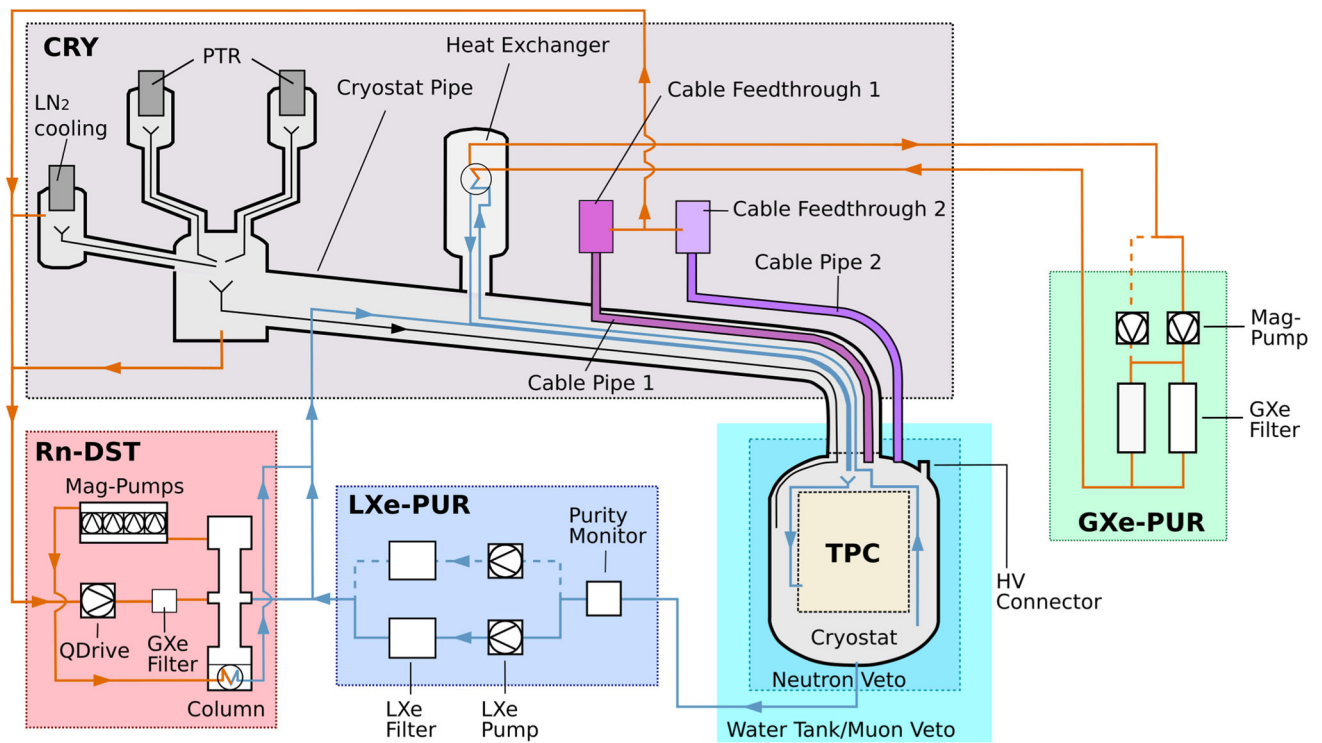 CRY
PTR
Heat Exchanger
Cryostat Pipe
Cable Feedthrough 1
LN2
cooling
Cable Feedthrough 2
Cable Pipe 2
Cable Pipe 1
Mag-
Pump
GXe
Filter
GXe-PUR
Rn-DST
Mag-Pumps
QDrive
GXe
Filter
Column
LXe-PUR
Purity
Monitor
LXe
Filter
LXe
Pump
TPC
Cryostat
Neutron Veto
Water Tank/Muon Veto
HV
Connector